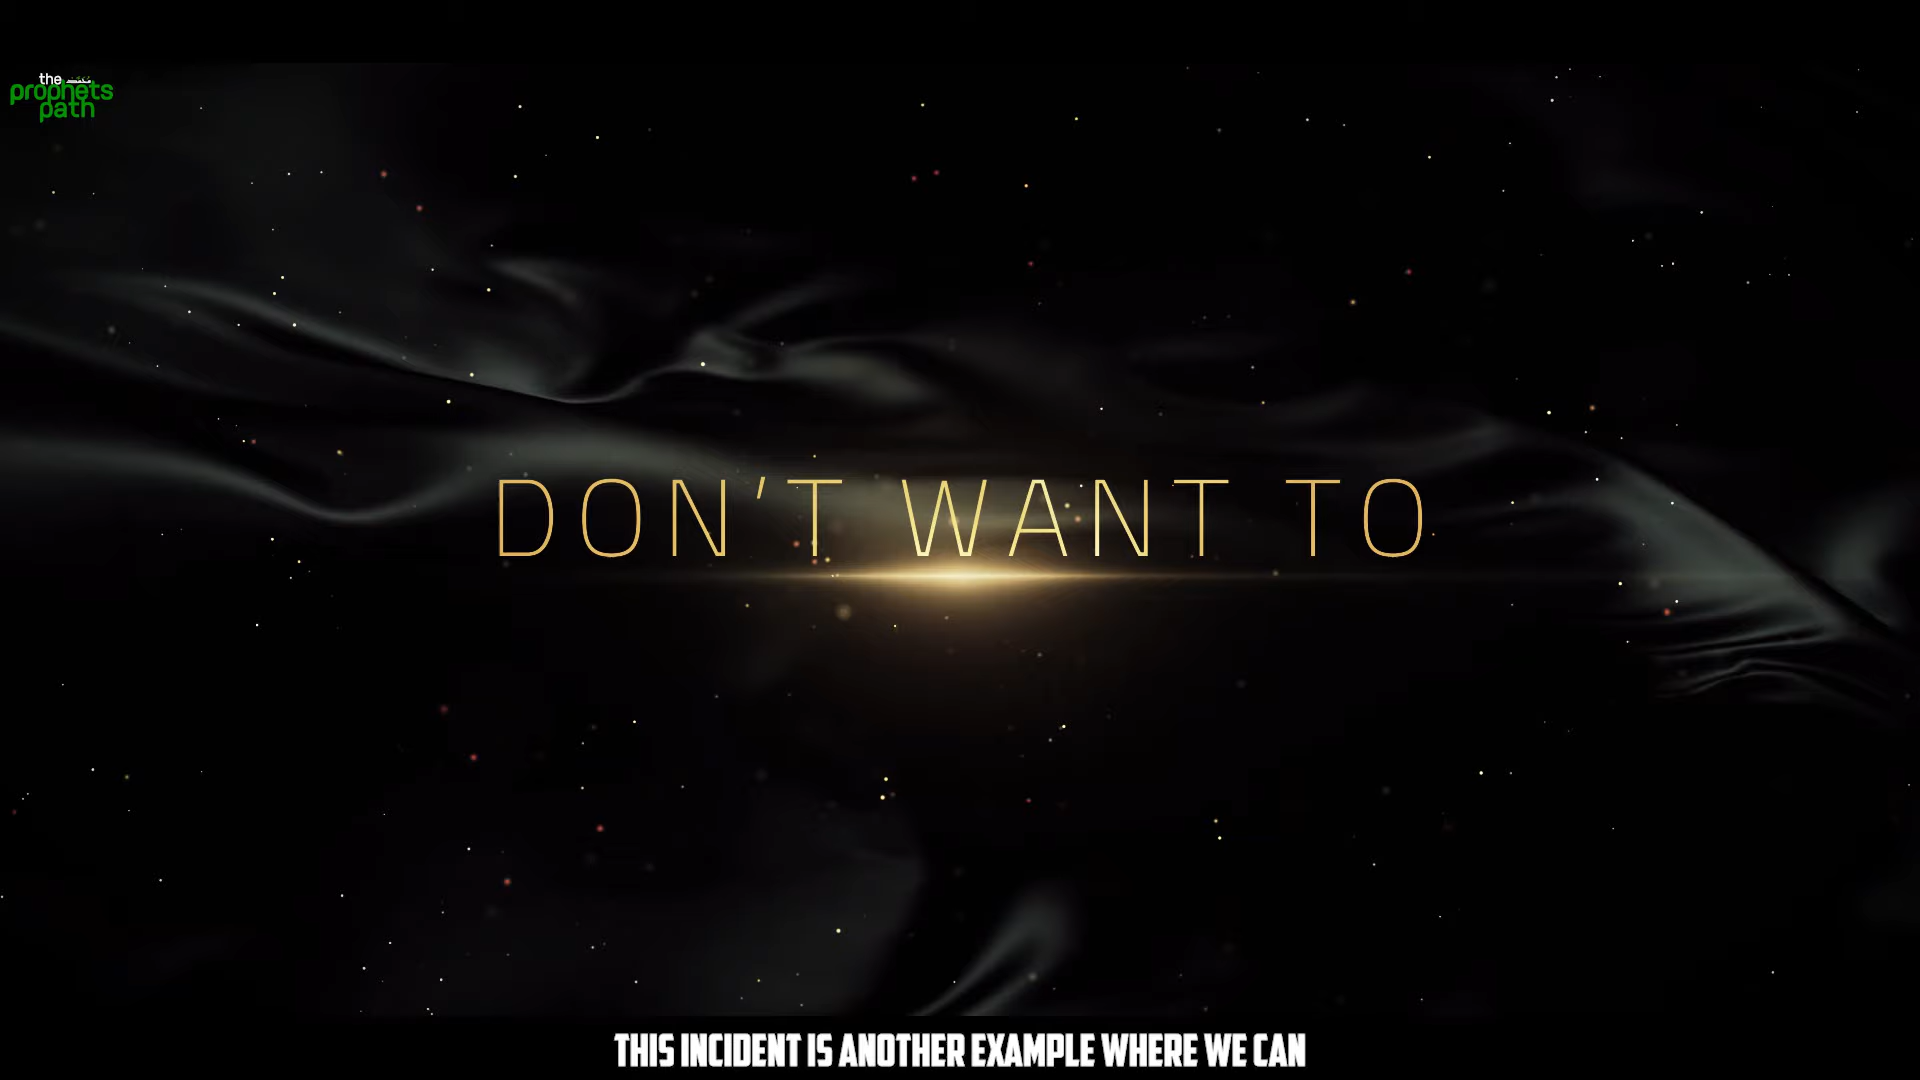 the
prophets
path
DON'T WANT TO
THIS INCIDENT IS ANOTHER EXAMPLE WHERE WE CAN